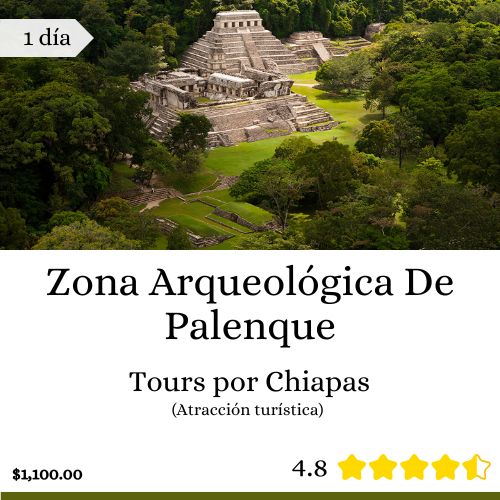 1 día
Zona Arqueológica De
Palenque
Tours por Chiapas
(Atracción turística)
4.8
$1,100.00